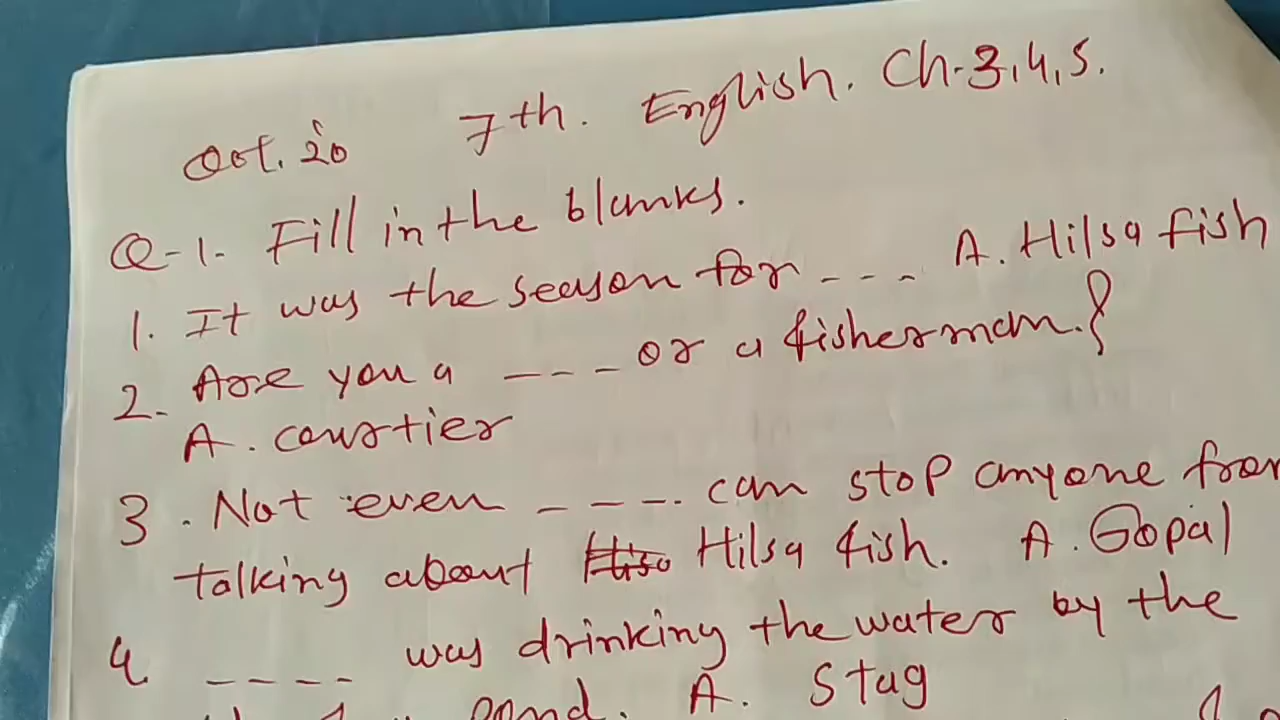 Oct. 20 7th. English. Ch-3,4,5.
Q-1. Fill in the blanks.
1. It was the season for --- A. Hilsa fish
2. Are you a --- or a fisherman.?
A. courtier
3. Not even ---- can stop anyone from
talking about Hilsa fish. A. Gopal
4 ---- was drinking the water by the
pond. A. Stag